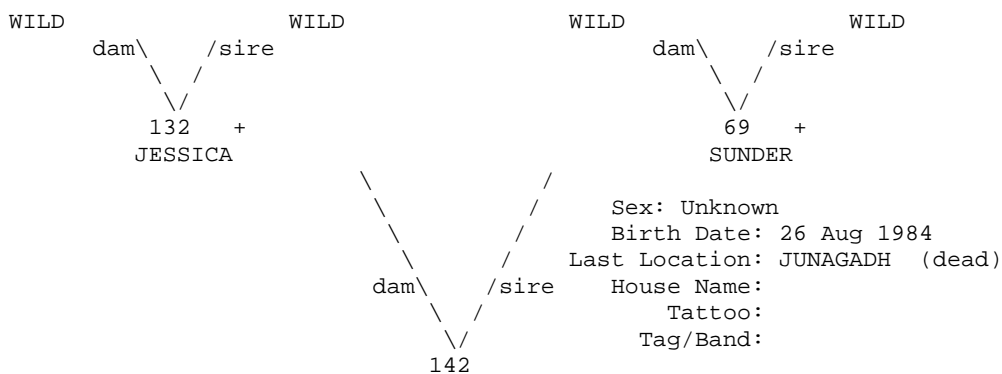 WILD WILD WILD WILD
dam\ /sire dam\ /sire
\ / \ /
\/ \/
132 + 69 +
JESSICA SUNDER
\ /
\ / Sex: Unknown
\ / Birth Date: 26 Aug 1984
\ / Last Location: JUNAGADH (dead)
dam\ /sire House Name:
\ / Tattoo:
\/ Tag/Band:
142